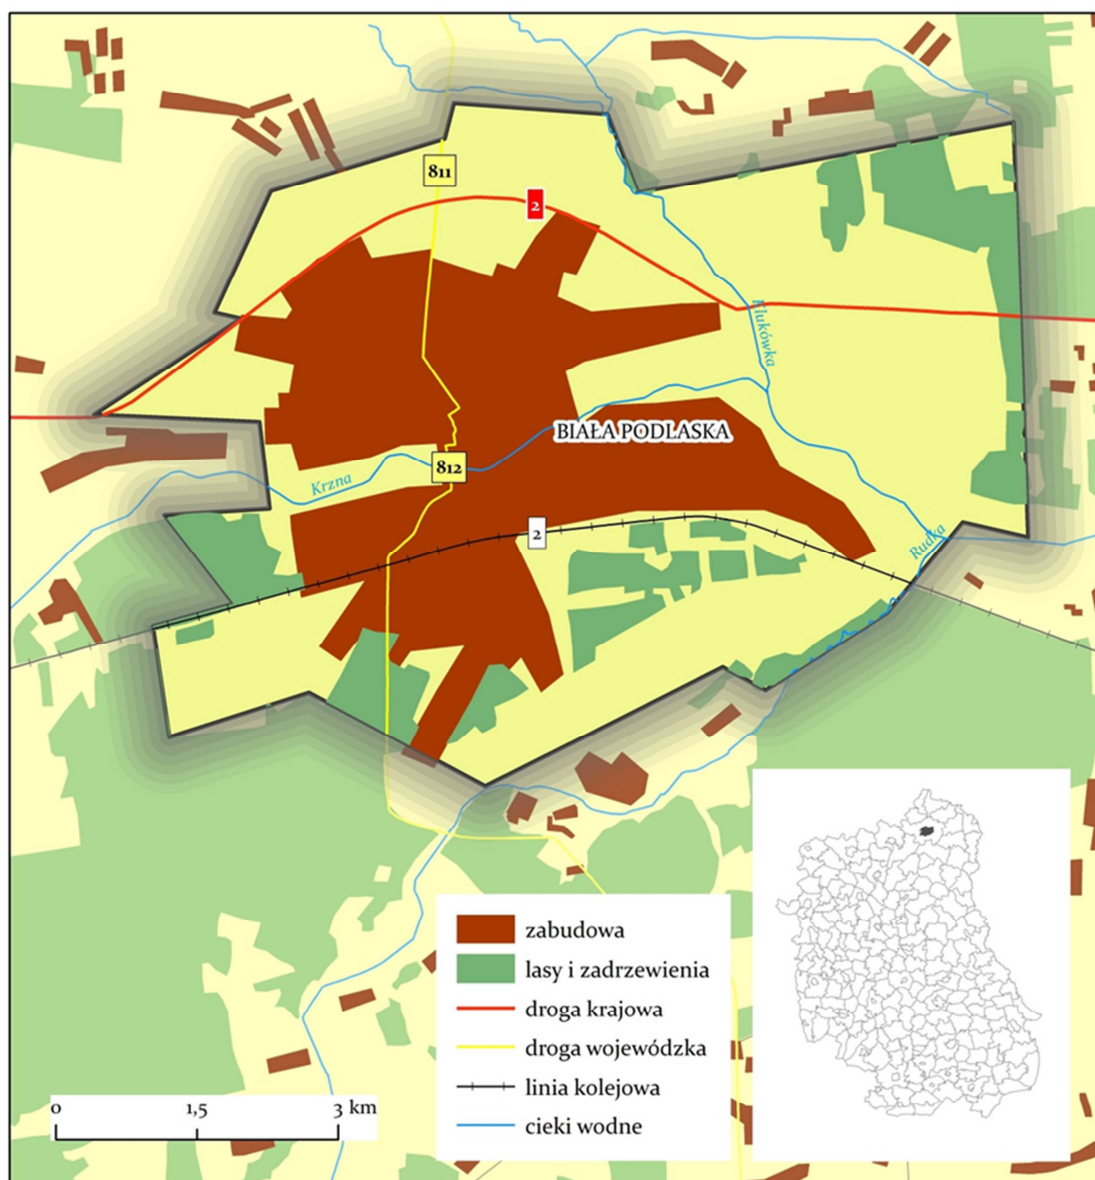 811
2
Klukówka
BIAŁA PODLASKA
812
Krzna
2
Rudka
zabudowa
lasy i zadrzewienia
droga krajowa
droga wojewódzka
linia kolejowa
cieki wodne
0 1,5 3 km